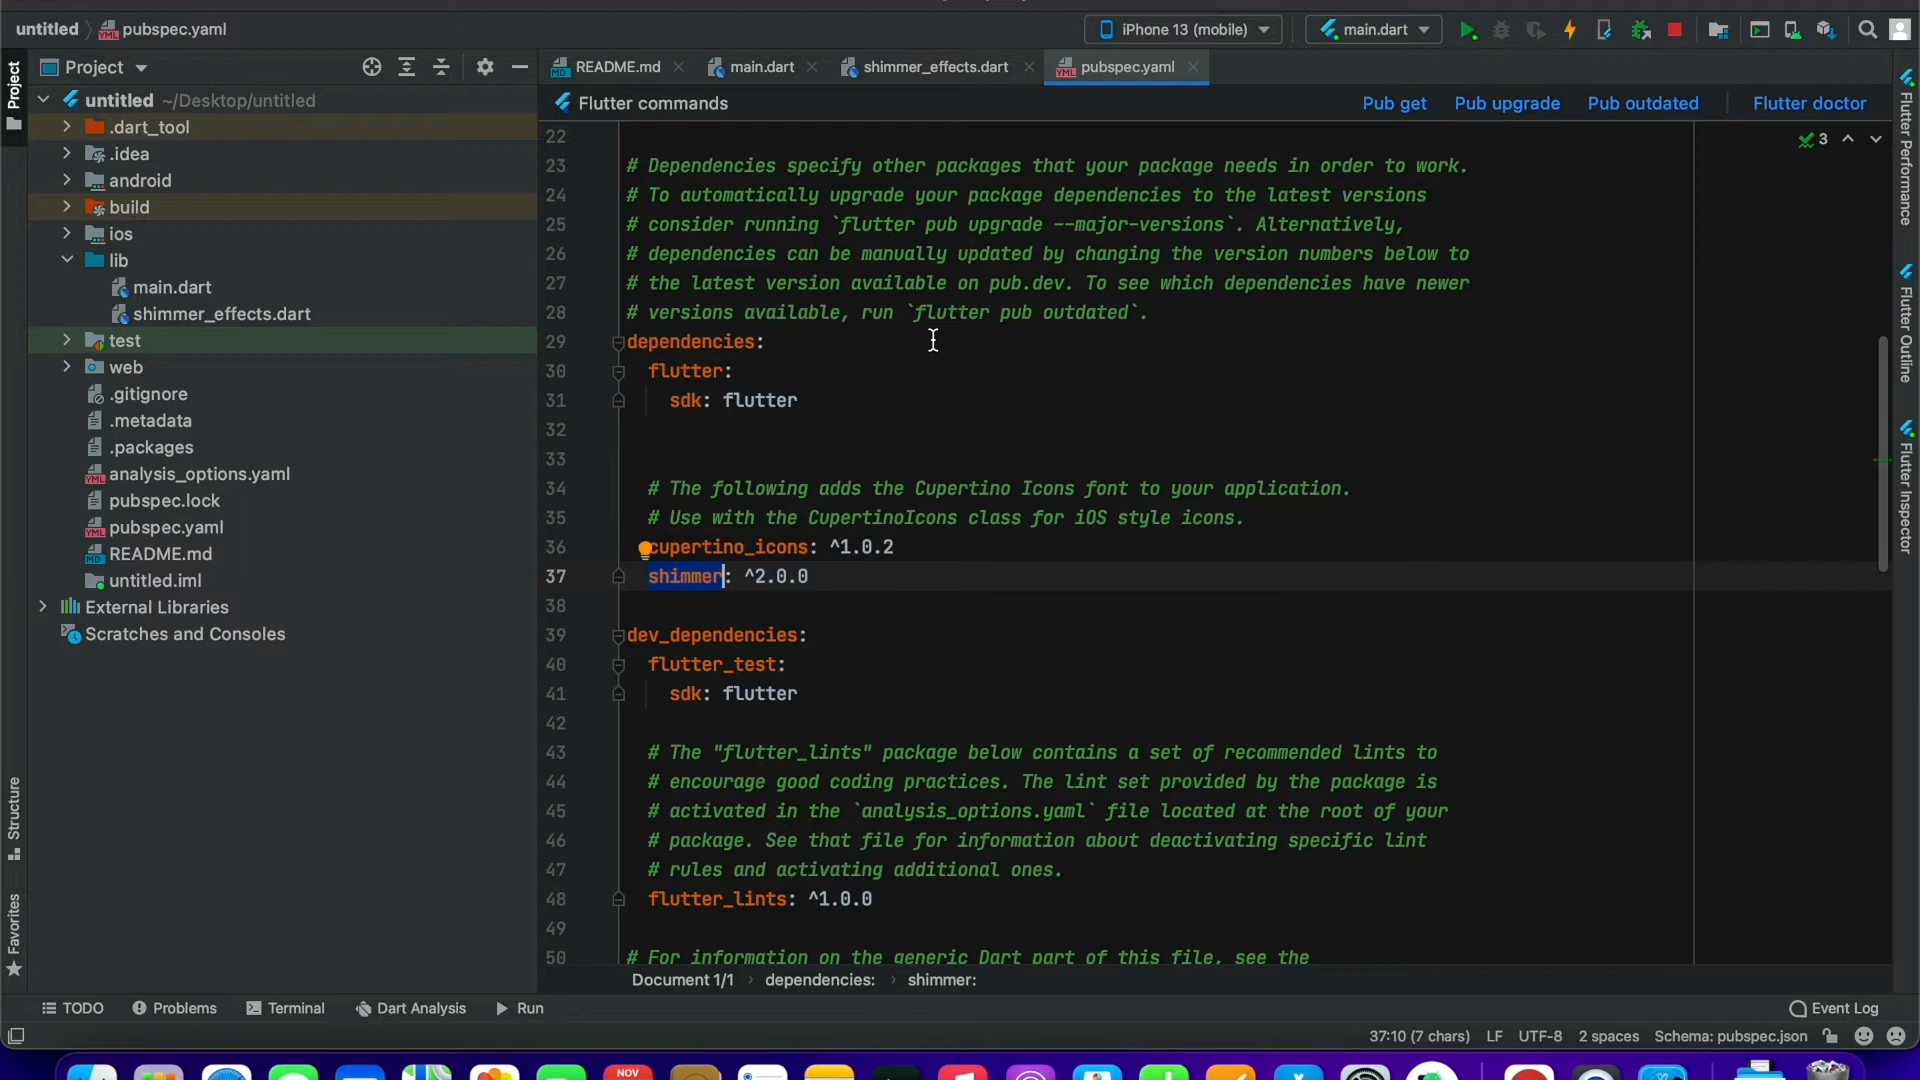 untitled
pubspec.yaml
iPhone 13 (mobile)
main.dart
Project
README.md
main.dart
shimmer_effects.dart
pubspec.yaml
Flutter commands
Pub get
Pub upgrade
Pub outdated
Flutter doctor
Project
untitled ~/Desktop/untitled
.dart_tool
.idea
android
build
ios
lib
main.dart
shimmer_effects.dart
test
web
.gitignore
.metadata
.packages
analysis_options.yaml
pubspec.lock
pubspec.yaml
README.md
untitled.iml
External Libraries
Scratches and Consoles
Structure
Favorites
3
22
23 # Dependencies specify other packages that your package needs in order to work.
24 # To automatically upgrade your package dependencies to the latest versions
25 # consider running `flutter pub upgrade --major-versions`. Alternatively,
26 # dependencies can be manually updated by changing the version numbers below to
27 # the latest version available on pub.dev. To see which dependencies have newer
28 # versions available, run `flutter pub outdated`.
29 dependencies:
30 flutter:
31 sdk: flutter
32
33
34 # The following adds the Cupertino Icons font to your application.
35 # Use with the CupertinoIcons class for iOS style icons.
36 cupertino_icons: ^1.0.2
37 shimmer: ^2.0.0
38
39 dev_dependencies:
40 flutter_test:
41 sdk: flutter
42
43 # The "flutter_lints" package below contains a set of recommended lints to
44 # encourage good coding practices. The lint set provided by the package is
45 # activated in the `analysis_options.yaml` file located at the root of your
46 # package. See that file for information about deactivating specific lint
47 # rules and activating additional ones.
48 flutter_lints: ^1.0.0
49
50 # For information on the generic Dart part of this file, see the
Document 1/1
dependencies:
shimmer:
Flutter Performance
Flutter Outline
Flutter Inspector
TODO
Problems
Terminal
Dart Analysis
Run
Event Log
37:10 (7 chars)
LF
UTF-8
2 spaces
Schema: pubspec.json
NOV